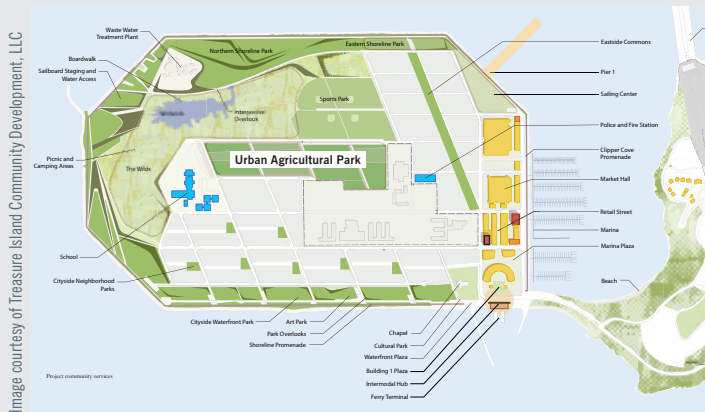 Image courtesy of Treasure Island Community Development, LLC
Waste Water
Treatment Plant
Boardwalk
Sailboard Staging and
Water Access
Picnic and
Camping Areas
School
Cityside Neighborhood
Parks
Northern Shoreline Park
Eastern Shoreline Park
Sports Park
Interpretive
Overlook
The Wilds
Urban Agricultural Park
Eastside Commons
Pier 1
Sailing Center
Police and Fire Station
Clipper Cove
Promenade
Market Hall
Retail Street
Marina
Marina Plaza
Beach
Cityside Waterfront Park
Art Park
Park Overlooks
Shoreline Promenade
Chapel
Cultural Park
Waterfront Plaza
Building 1 Plaza
Intermodal Hub
Ferry Terminal
Project community services